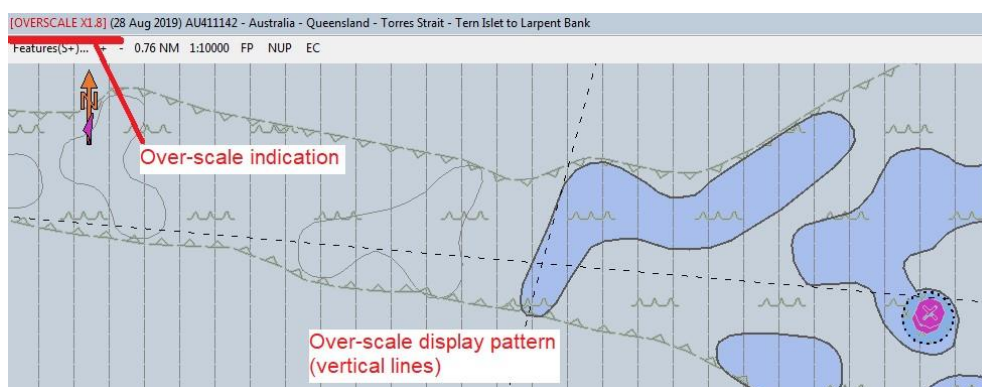 [OVERSCALE X1.8] (28 Aug 2019) AU411142 - Australia - Queensland - Torres Strait - Tern Islet to Larpent Bank
Features(S+)... + - 0.76 NM 1:10000 FP NUP EC
N
Over-scale indication
Over-scale display pattern
(vertical lines)